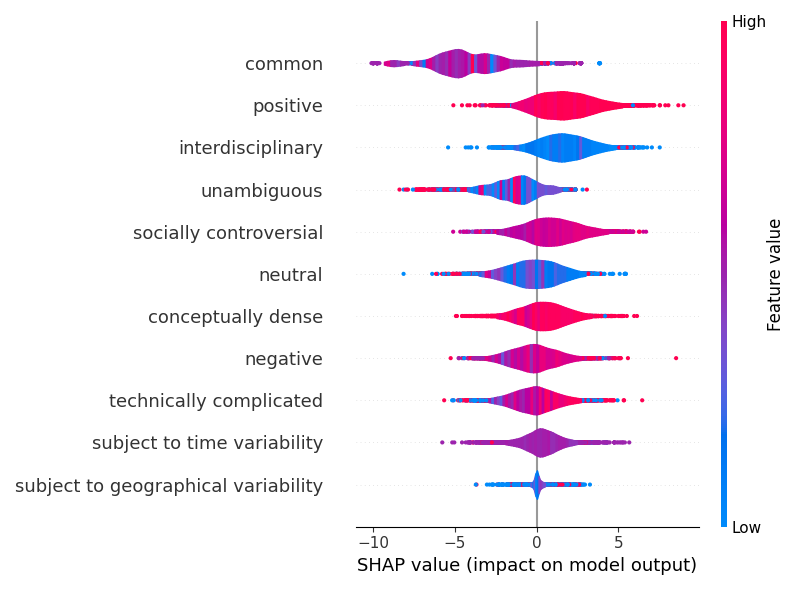 High
common
positive
interdisciplinary
unambiguous
socially controversial
neutral
conceptually dense
negative
technically complicated
subject to time variability
subject to geographical variability
Feature value
Low
−10 −5 0 5
SHAP value (impact on model output)